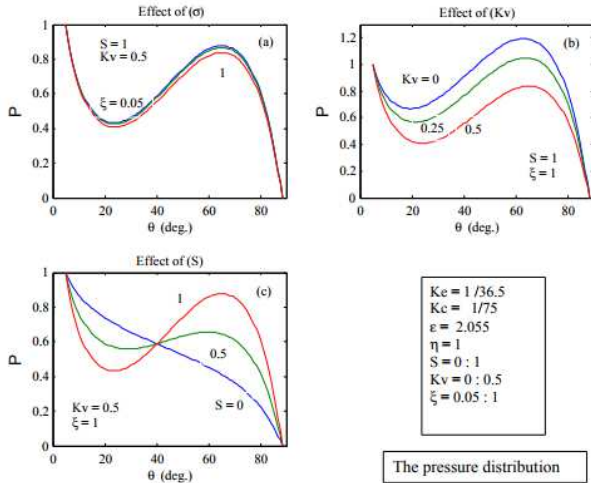 Effect of (σ)
1
0.8
0.6
0.4
0.2
0
P
S = 1
Kv = 0.5
(a)
ξ = 0.05
1
0 20 40 60 80
θ (deg.)
Effect of (Kv)
1.2
1
0.8
0.6
0.4
0.2
0
P
(b)
Kv = 0
0.25
0.5
S = 1
ξ = 1
0 20 40 60 80
θ (deg.)
Effect of (S)
1
0.8
0.6
0.4
0.2
0
P
(c)
1
0.5
S = 0
Kv = 0.5
ξ = 1
0 20 40 60 80
θ (deg.)
Ke = 1 /36.5
Kc = 1/75
ε = 2.055
η = 1
S = 0 : 1
Kv = 0 : 0.5
ξ = 0.05 : 1
The pressure distribution